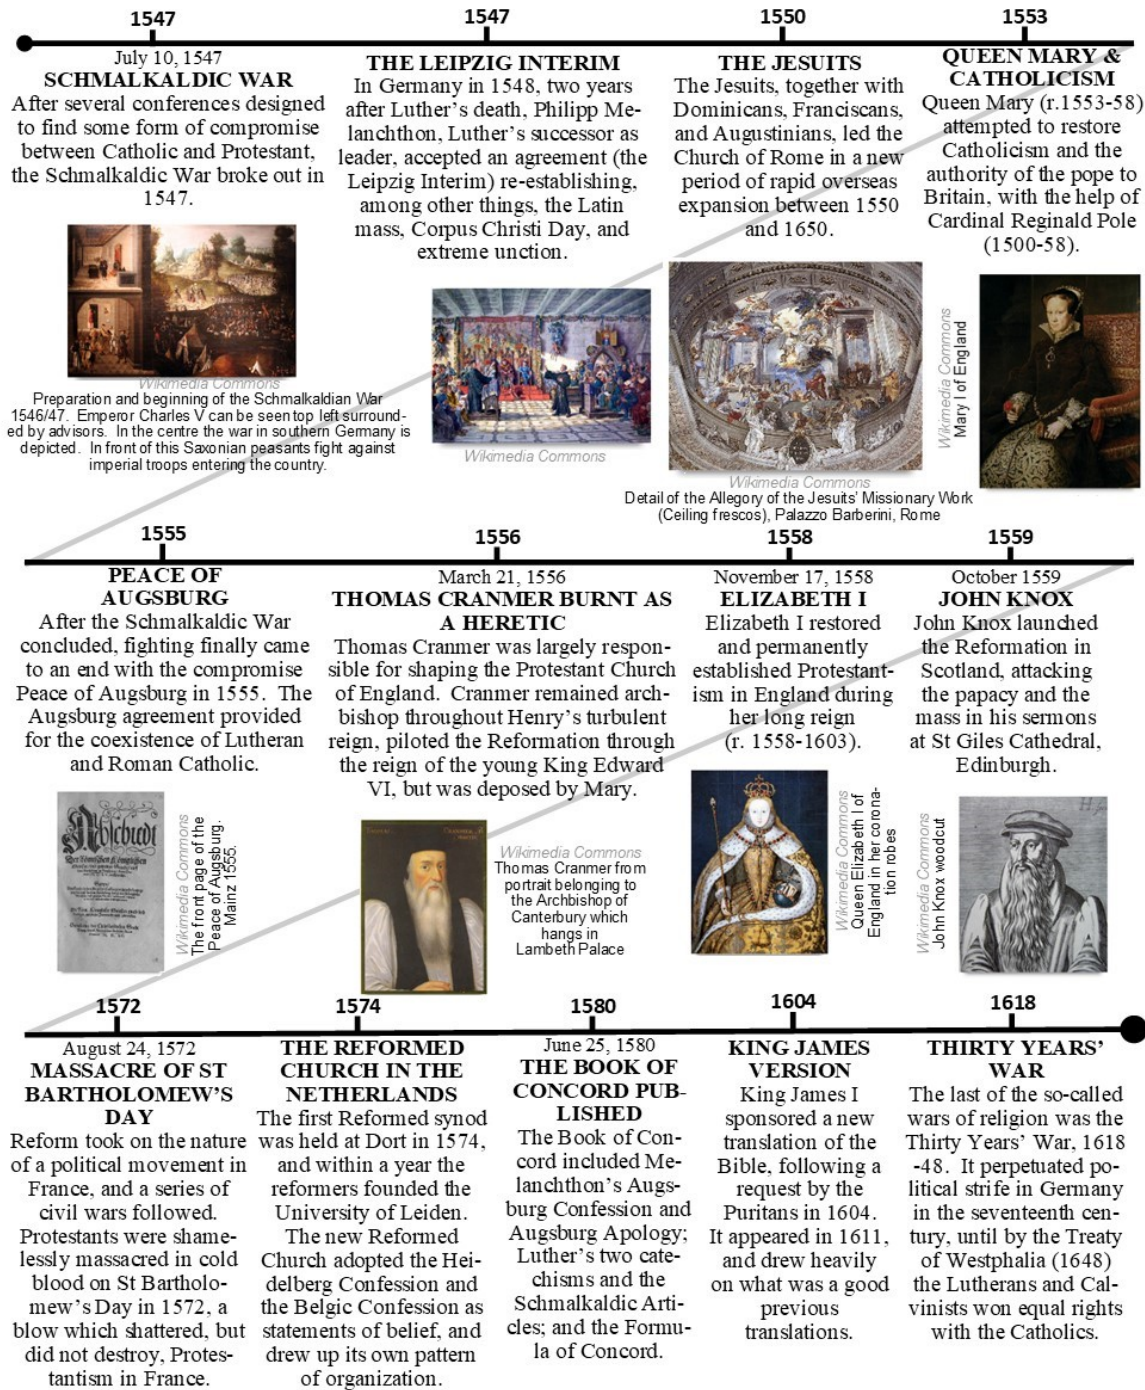 1547
July 10, 1547
SCHMALKALDIC WAR
After several conferences designed
to find some form of compromise
between Catholic and Protestant,
the Schmalkaldic War broke out in
1547.
Wikimedia Commons
Preparation and beginning of the Schmalkaldian War
1546/47. Emperor Charles V can be seen top left surround-
ed by advisors. In the centre the war in southern Germany is
depicted. In front of this Saxonian peasants fight against
imperial troops entering the country.
1547
THE LEIPZIG INTERIM
In Germany in 1548, two years
after Luther's death, Philipp Me-
lanchthon, Luther's successor as
leader, accepted an agreement (the
Leipzig Interim) re-establishing,
among other things, the Latin
mass, Corpus Christi Day, and
extreme unction.
Wikimedia Commons
1550
THE JESUITS
The Jesuits, together with
Dominicans, Franciscans,
and Augustinians, led the
Church of Rome in a new
period of rapid overseas
expansion between 1550
and 1650.
Wikimedia Commons
Detail of the Allegory of the Jesuits' Missionary Work
(Ceiling frescos), Palazzo Barberini, Rome
1553
QUEEN MARY &
CATHOLICISM
Queen Mary (r.1553-58)
attempted to restore
Catholicism and the
authority of the pope to
Britain, with the help of
Cardinal Reginald Pole
(1500-58).
Wikimedia Commons
Mary I of England
1555
PEACE OF
AUGSBURG
After the Schmalkaldic War
concluded, fighting finally came
to an end with the compromise
Peace of Augsburg in 1555. The
Augsburg agreement provided
for the coexistence of Lutheran
and Roman Catholic.
Wikimedia Commons
The front page of the
Peace of Augsburg.
Mainz 1555.
1556
March 21, 1556
THOMAS CRANMER BURNT AS
A HERETIC
Thomas Cranmer was largely respon-
sible for shaping the Protestant Church
of England. Cranmer remained arch-
bishop throughout Henry's turbulent
reign, piloted the Reformation through
the reign of the young King Edward
VI, but was deposed by Mary.
Wikimedia Commons
Thomas Cranmer from
portrait belonging to
the Archbishop of
Canterbury which
hangs in
Lambeth Palace
1558
November 17, 1558
ELIZABETH I
Elizabeth I restored
and permanently
established Protestant-
ism in England during
her long reign
(r. 1558-1603).
Wikimedia Commons
Queen Elizabeth I of
England in her corona-
tion robes
1559
October 1559
JOHN KNOX
John Knox launched
the Reformation in
Scotland, attacking
the papacy and the
mass in his sermons
at St Giles Cathedral,
Edinburgh.
Wikimedia Commons
John Knox woodcut
1572
August 24, 1572
MASSACRE OF ST
BARTHOLOMEW'S
DAY
Reform took on the nature
of a political movement in
France, and a series of
civil wars followed.
Protestants were shame-
lessly massacred in cold
blood on St Bartholo-
mew's Day in 1572, a
blow which shattered, but
did not destroy, Protes-
tantism in France.
1574
THE REFORMED
CHURCH IN THE
NETHERLANDS
The first Reformed synod
was held at Dort in 1574,
and within a year the
reformers founded the
University of Leiden.
The new Reformed
Church adopted the Hei-
delberg Confession and
the Belgic Confession as
statements of belief, and
drew up its own pattern
of organization.
1580
June 25, 1580
THE BOOK OF
CONCORD PUB-
LISHED
The Book of Con-
cord included Me-
lanchthon's Augs-
burg Confession and
Augsburg Apology;
Luther's two cate-
chisms and the
Schmalkaldic Arti-
cles; and the Formu-
la of Concord.
1604
KING JAMES
VERSION
King James I
sponsored a new
translation of the
Bible, following a
request by the
Puritans in 1604.
It appeared in 1611,
and drew heavily
on what was a good
previous
translations.
1618
THIRTY YEARS'
WAR
The last of the so-called
wars of religion was the
Thirty Years' War, 1618
-48. It perpetuated po-
litical strife in Germany
in the seventeenth cen-
tury, until by the Treaty
of Westphalia (1648)
the Lutherans and Cal-
vinists won equal rights
with the Catholics.